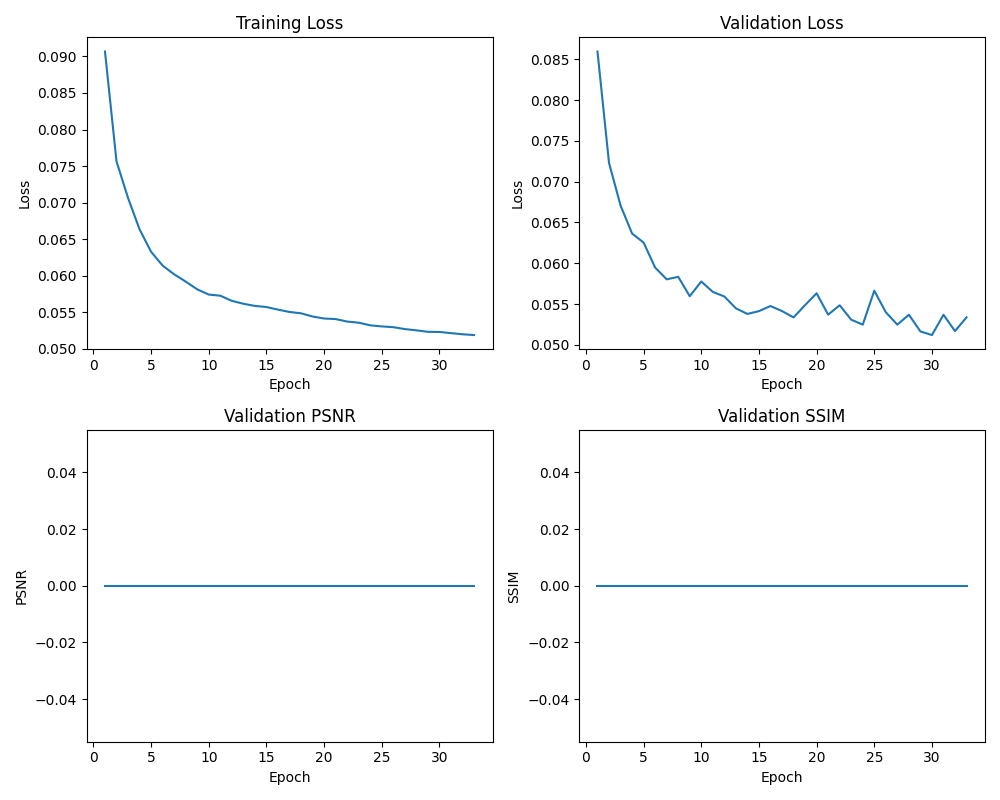 Training Loss
Loss
0.090
0.085
0.080
0.075
0.070
0.065
0.060
0.055
0.050
0 5 10 15 20 25 30
Epoch
Validation Loss
Loss
0.085
0.080
0.075
0.070
0.065
0.060
0.055
0.050
0 5 10 15 20 25 30
Epoch
Validation PSNR
PSNR
0.04
0.02
0.00
−0.02
−0.04
0 5 10 15 20 25 30
Epoch
Validation SSIM
SSIM
0.04
0.02
0.00
−0.02
−0.04
0 5 10 15 20 25 30
Epoch